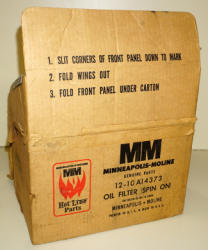 1. SLIT CORNERS OF FRONT PANEL DOWN TO MARK
2. FOLD WINGS OUT
3. FOLD FRONT PANEL UNDER CARTON
MM
MINNEAPOLIS-MOLINE
GENUINE PARTS
12-10A14373
OIL FILTER (SPIN ON)
MINNEAPOLIS-MOLINE
MM
Hot Line
Parts